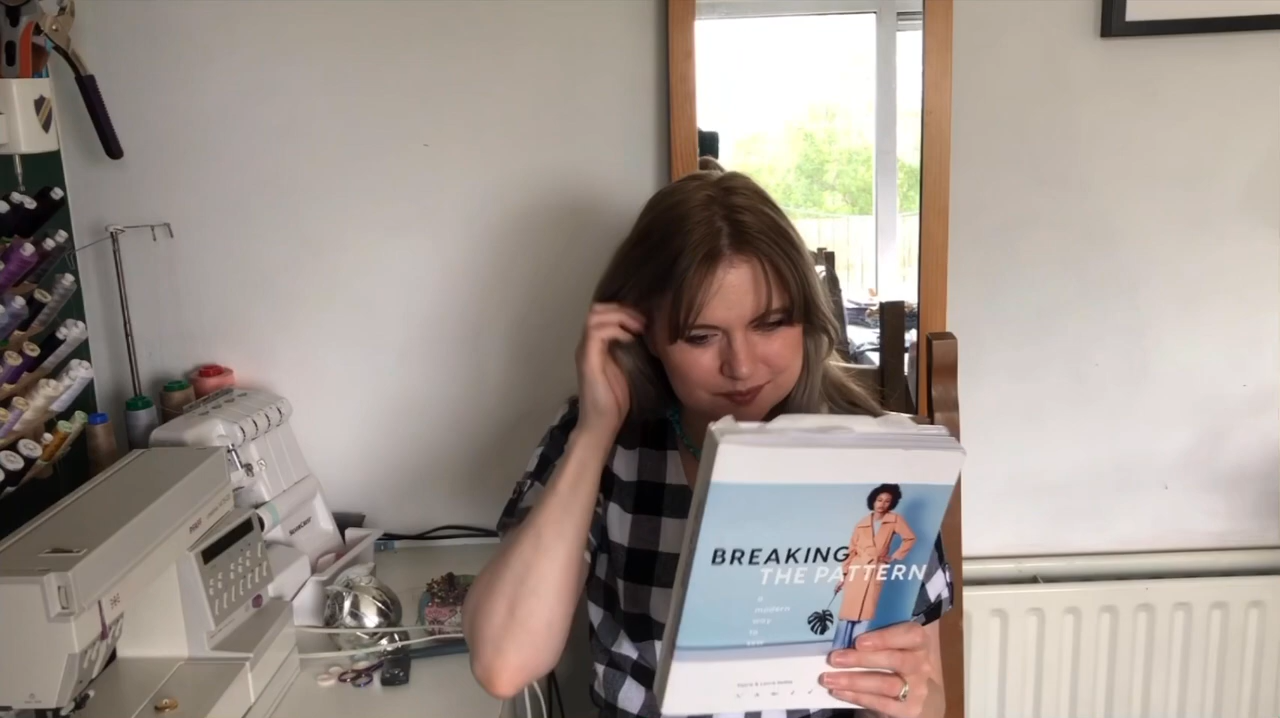 BREAKING
THE PATTERN
a
modern
way
to
sew